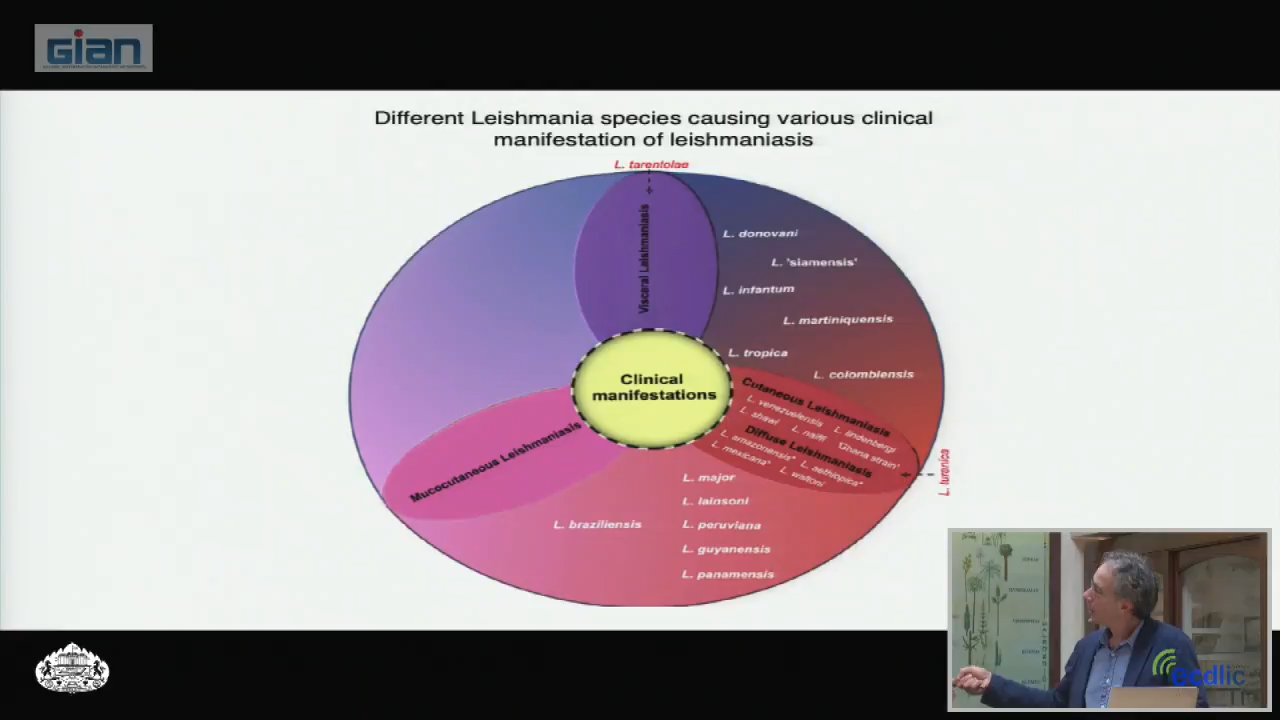 GIAN
Different Leishmania species causing various clinical
manifestation of leishmaniasis
L. tarentolae
Visceral Leishmaniasis
L. donovani
L. 'siamensis'
L. infantum
L. martiniquensis
L. tropica
L. colombiensis
Clinical
manifestations
Cutaneous Leishmaniasis
L. venezuelensis
L. lindenbergi
L. shawi
L. naiffi
'Ghana strain'
Diffuse Leishmaniasis
L. amazonensis*
L. aethiopica*
L. mexicana*
L. waltoni
L. turanica
Mucocutaneous Leishmaniasis
L. major
L. lainsoni
L. braziliensis
L. peruviana
L. guyanensis
L. panamensis
ecdlic